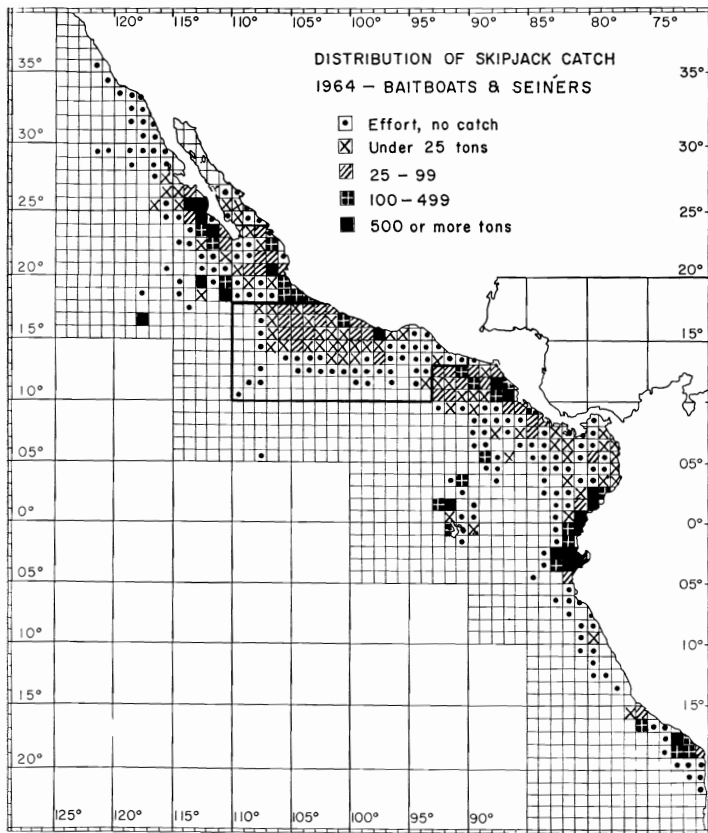 120° 115° 110° 105° 100° 95° 90° 85° 80° 75°
DISTRIBUTION OF SKIPJACK CATCH
1964 – BAITBOATS & SEINERS
Effort, no catch
Under 25 tons
25 – 99
100 – 499
500 or more tons
35° 35°
30° 30°
25° 25°
20° 20°
15° 15°
10° 10°
05° 05°
0° 0°
05° 05°
10° 10°
15° 15°
20°
125° 120° 115° 110° 105° 100° 95° 90°
80° 75°